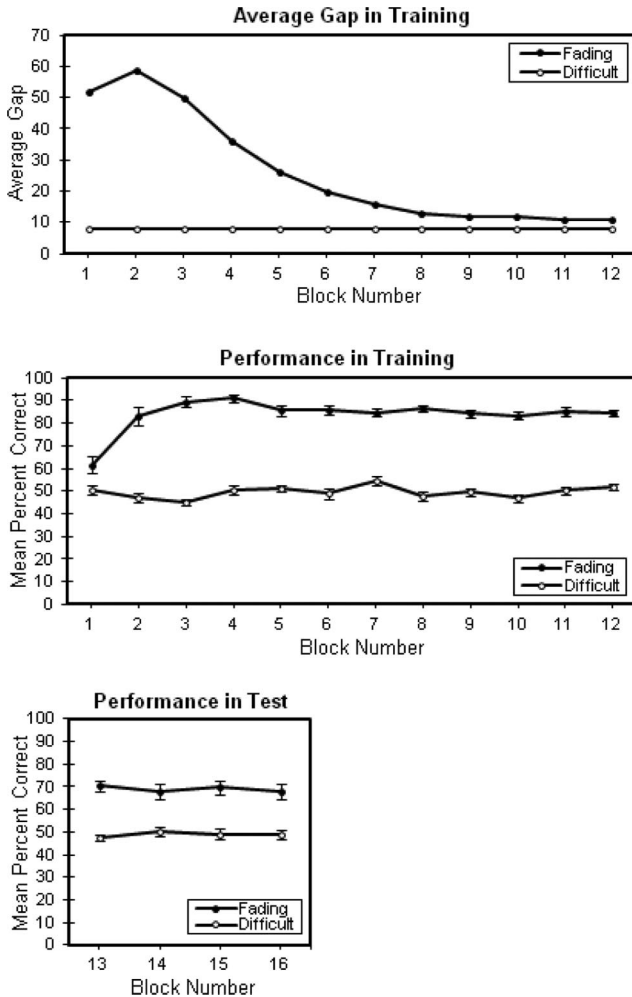 Average Gap in Training
70
60
50
40
30
20
10
0
Average Gap
Fading
Difficult
1 2 3 4 5 6 7 8 9 10 11 12
Block Number
Performance in Training
100
90
80
70
60
50
40
30
20
10
0
Mean Percent Correct
Fading
Difficult
1 2 3 4 5 6 7 8 9 10 11 12
Block Number
Performance in Test
100
90
80
70
60
50
40
30
20
10
0
Mean Percent Correct
Fading
Difficult
13 14 15 16
Block Number